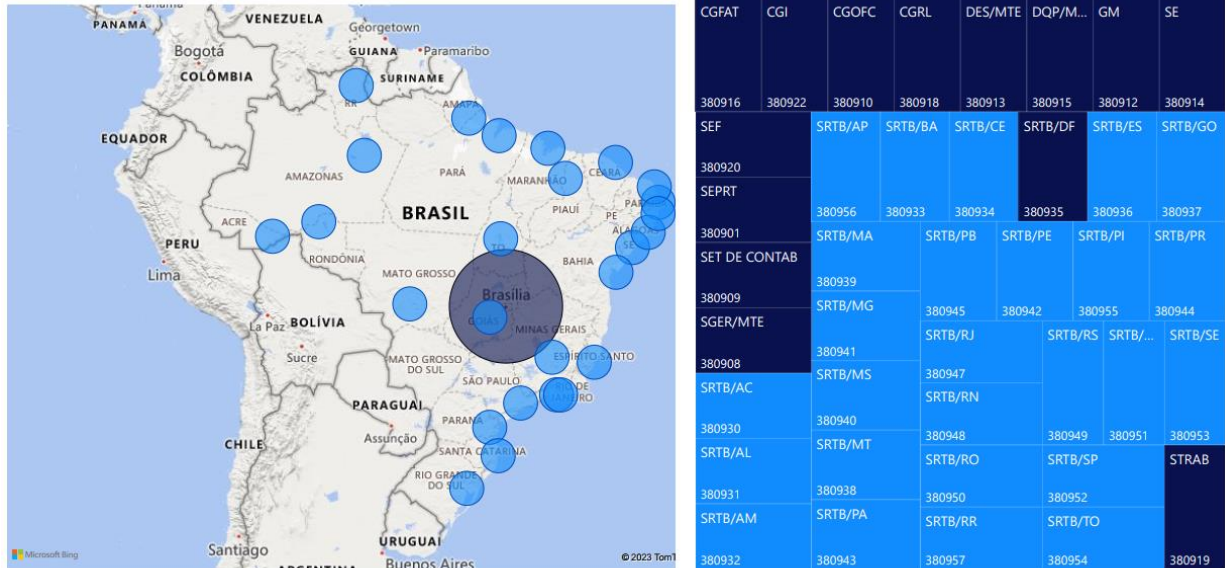 VENEZUELA
PANAMÁ
Georgetown
Bogotá
GUIANA
Paramaribo
COLÔMBIA
SURINAME
RR
AMAPÁ
EQUADOR
AMAZONAS
PARÁ
MARANHÃO
CEARÁ
ACRE
BRASIL
PIAUÍ
PE
PERU
RONDÔNIA
TO
SE
BAHIA
Lima
MATO GROSSO
Brasília
GOIÁS
La Paz
BOLÍVIA
MINAS GERAIS
Sucre
MATO GROSSO
DO SUL
ESPÍRITO SANTO
SÃO PAULO
RIO DE
JANEIRO
PARAGUAI
PARANÁ
Assunção
CHILE
SANTA CATARINA
RIO GRANDE
DO SUL
URUGUAI
Santiago
Buenos Aires
ARGENTINA
Microsoft Bing
© 2023 TomT
CGFAT
380916
CGI
380922
CGOFC
380910
CGRL
380918
DES/MTE
380913
DQP/M...
380915
GM
380912
SE
380914
SEF
380920
SEPRT
380901
SET DE CONTAB
380909
SGER/MTE
380908
SRTB/AC
380930
SRTB/AL
380931
SRTB/AM
380932
SRTB/AP
380956
SRTB/BA
380933
SRTB/CE
380934
SRTB/DF
380935
SRTB/ES
380936
SRTB/GO
380937
SRTB/MA
380939
SRTB/MG
380941
SRTB/MS
380940
SRTB/MT
380938
SRTB/PA
380943
SRTB/PB
380945
SRTB/PE
380942
SRTB/PI
380955
SRTB/PR
380944
SRTB/RJ
380947
SRTB/RN
380948
SRTB/RO
380950
SRTB/RR
380957
SRTB/RS
380949
SRTB/...
380951
SRTB/SE
380953
SRTB/SP
380952
SRTB/TO
380954
STRAB
380919